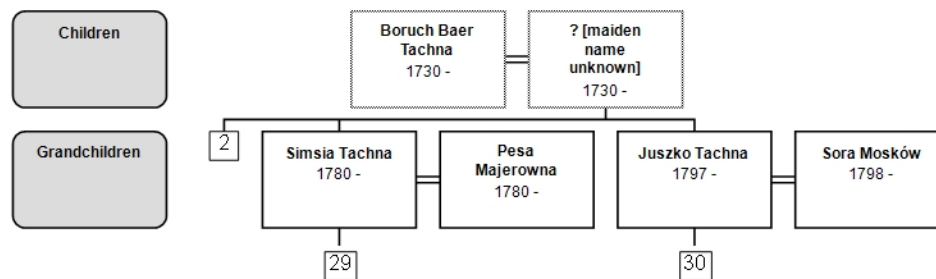 Children
Boruch Baer
Tachna
1730 -
? [maiden
name
unknown]
1730 -
2
Grandchildren
Simsia Tachna
1780 -
Pesa
Majerowna
1780 -
Juszko Tachna
1797 -
Sora Mosków
1798 -
29
30